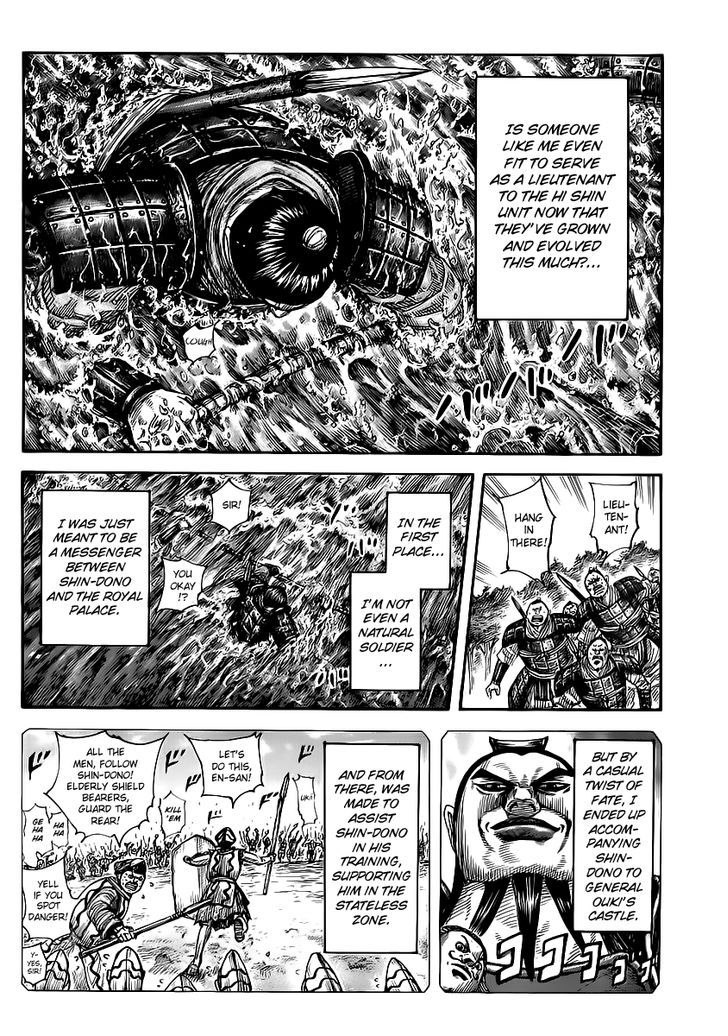 IS SOMEONE
LIKE ME EVEN
FIT TO SERVE
AS A LIEUTENANT
TO THE HI SHIN
UNIT NOW THAT
THEY'VE GROWN
AND EVOLVED
THIS MUCH?...
COUGH!
LIEU-
TEN-
ANT!
HANG
IN
THERE!
IN THE
FIRST
PLACE...
I'M NOT
EVEN A
NATURAL
SOLDIER
...
SIR!
YOU
OKAY
!?
I WAS JUST
MEANT TO BE
A MESSENGER
BETWEEN
SHIN-DONO
AND THE ROYAL
PALACE.
BUT BY
A CASUAL
TWIST OF
FATE, I
ENDED UP
ACCOM-
PANYING
SHIN-
DONO TO
GENERAL
OUKI'S
CASTLE.
ココココ
AND FROM
THERE, WAS
MADE TO
ASSIST
SHIN-DONO
IN HIS
TRAINING,
SUPPORTING
HIM IN THE
STATELESS
ZONE.
UKI!
LET'S
DO THIS,
EN-SAN!
KILL
'EM
ALL THE
MEN, FOLLOW
SHIN-DONO!
ELDERLY SHIELD
BEARERS,
GUARD THE
REAR!
GE
HA
HA
HA
HA
YELL
IF YOU
SPOT
DANGER!
Y-
YES,
SIR!